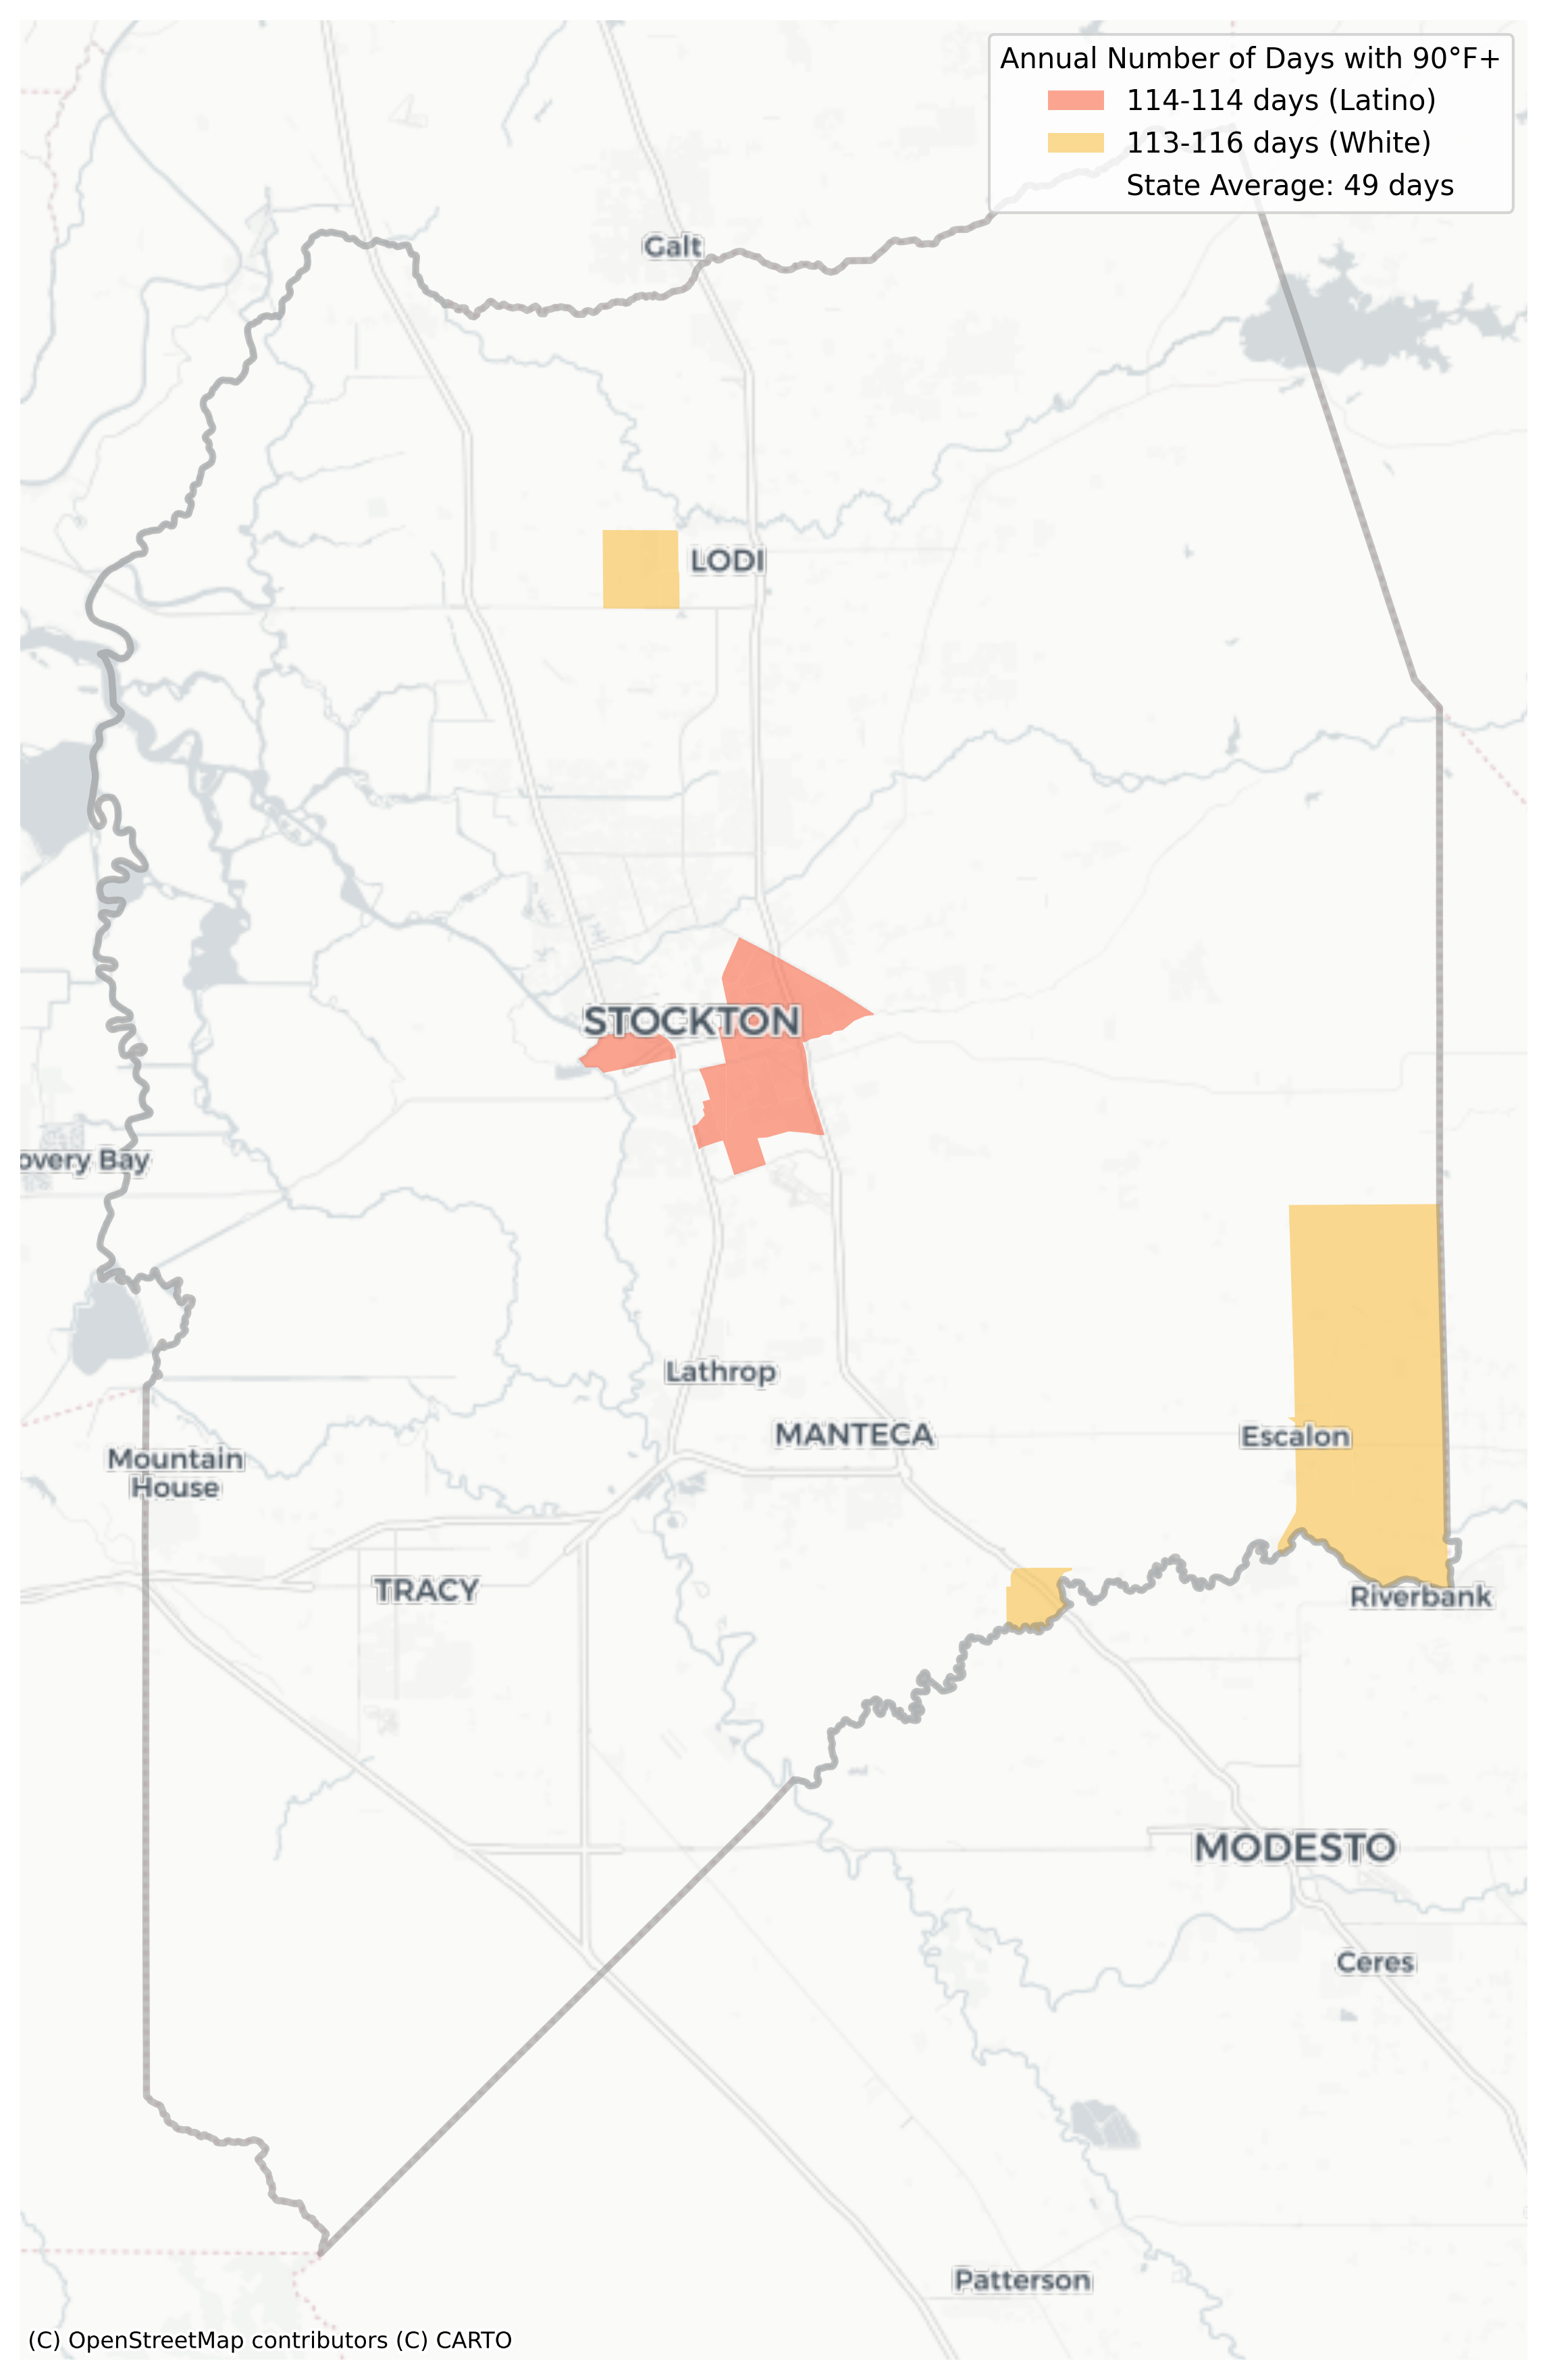 Annual Number of Days with 90°F+
114-114 days (Latino)
113-116 days (White)
State Average: 49 days
Galt
LODI
STOCKTON
overy Bay
Lathrop
MANTECA
Escalon
Mountain
House
TRACY
Riverbank
MODESTO
Ceres
Patterson
(C) OpenStreetMap contributors (C) CARTO